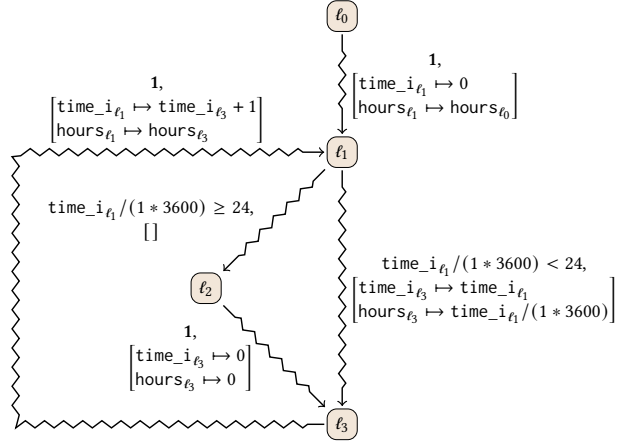 ℓ₀
1,
[time_i_ℓ₁ ↦ 0
hours_ℓ₁ ↦ hours_ℓ₀]
1,
[time_i_ℓ₁ ↦ time_i_ℓ₃ + 1
hours_ℓ₁ ↦ hours_ℓ₃]
ℓ₁
time_i_ℓ₁/(1 * 3600) ≥ 24,
[]
ℓ₂
time_i_ℓ₁/(1 * 3600) < 24,
[time_i_ℓ₃ ↦ time_i_ℓ₁
hours_ℓ₃ ↦ time_i_ℓ₁/(1 * 3600)]
1,
[time_i_ℓ₃ ↦ 0
hours_ℓ₃ ↦ 0]
ℓ₃